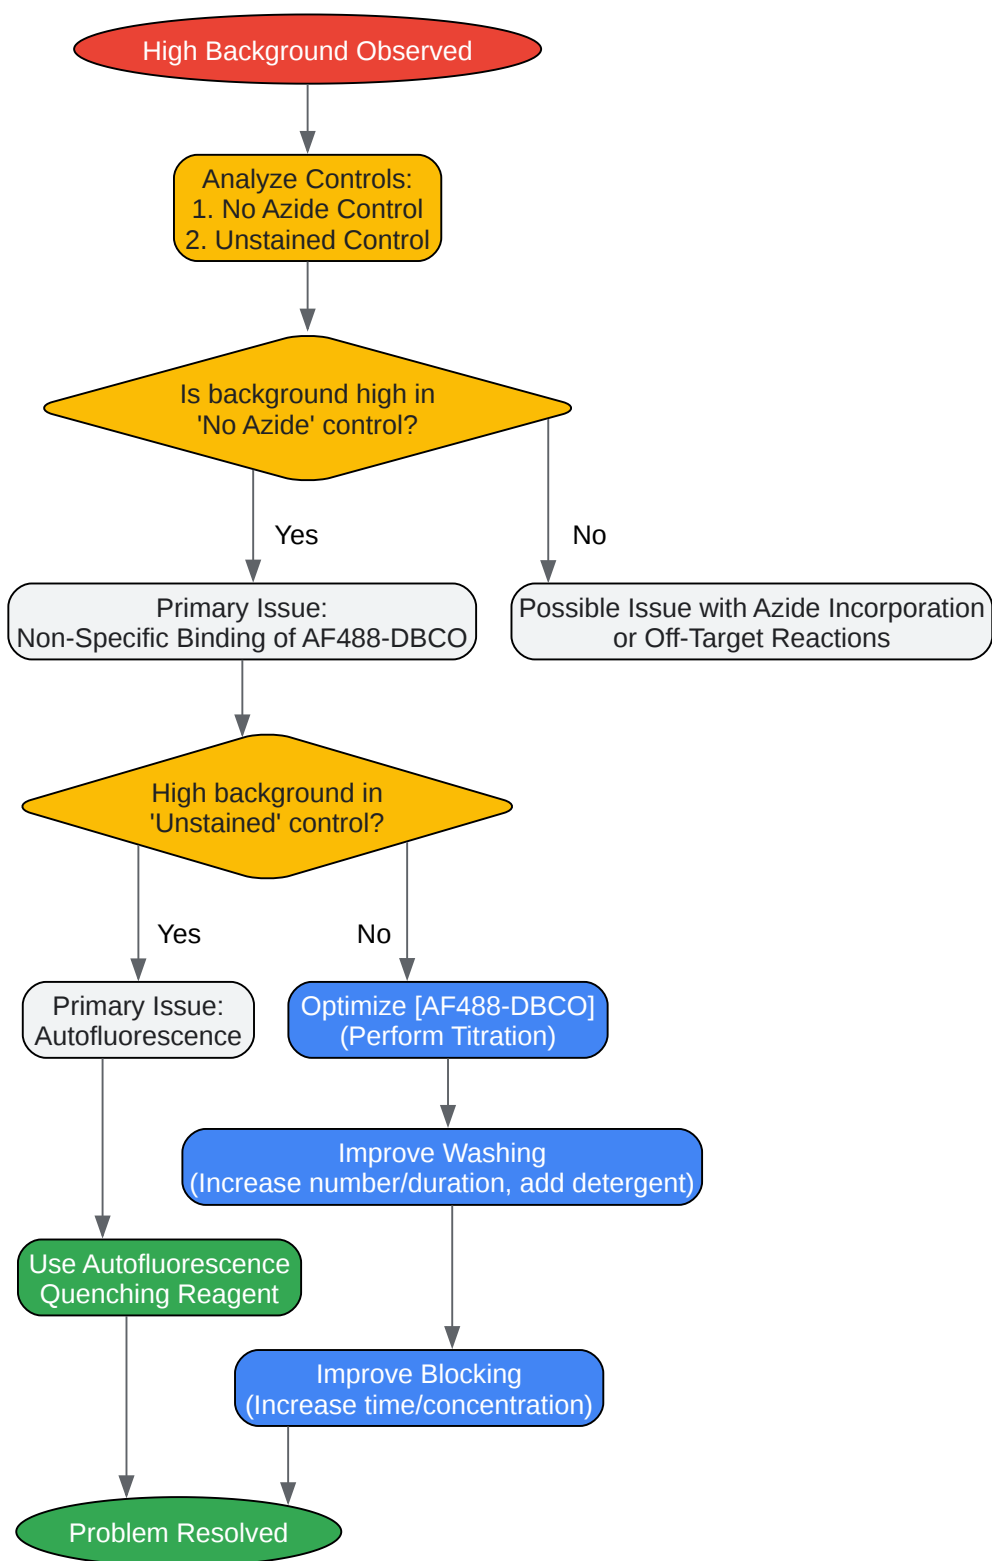 High Background Observed
Analyze Controls:
1. No Azide Control
2. Unstained Control
Is background high in
'No Azide' control?
Yes
No
Primary Issue:
Non-Specific Binding of AF488-DBCO
Possible Issue with Azide Incorporation
or Off-Target Reactions
High background in
'Unstained' control?
Yes
No
Primary Issue:
Autofluorescence
Optimize [AF488-DBCO]
(Perform Titration)
Improve Washing
(Increase number/duration, add detergent)
Use Autofluorescence
Quenching Reagent
Improve Blocking
(Increase time/concentration)
Problem Resolved